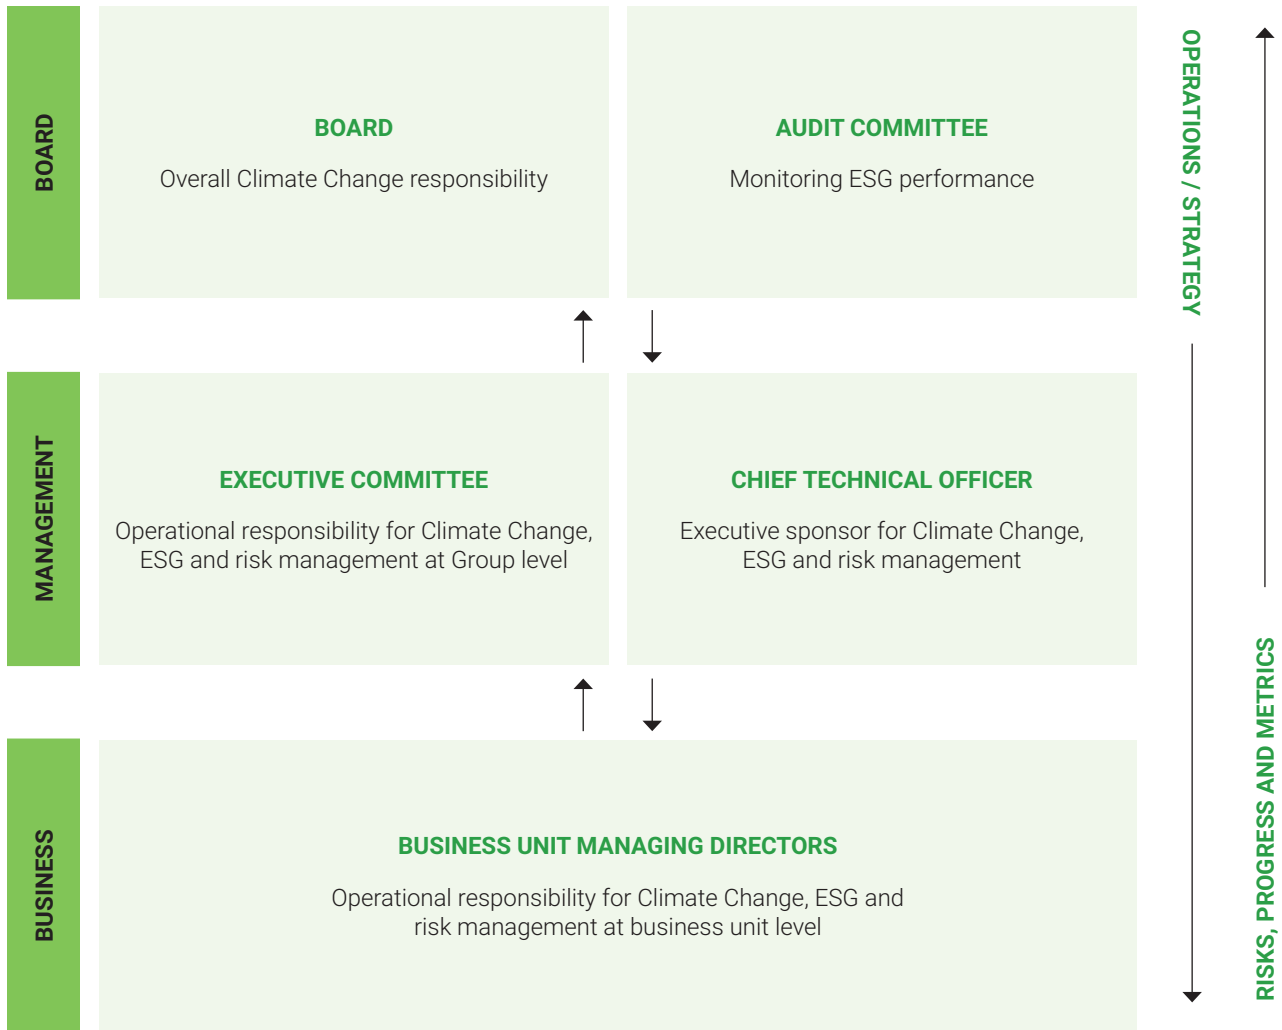 BOARD
BOARD
Overall Climate Change responsibility
AUDIT COMMITTEE
Monitoring ESG performance
MANAGEMENT
EXECUTIVE COMMITTEE
Operational responsibility for Climate Change,
ESG and risk management at Group level
CHIEF TECHNICAL OFFICER
Executive sponsor for Climate Change,
ESG and risk management
BUSINESS
BUSINESS UNIT MANAGING DIRECTORS
Operational responsibility for Climate Change, ESG and
risk management at business unit level
OPERATIONS / STRATEGY
RISKS, PROGRESS AND METRICS